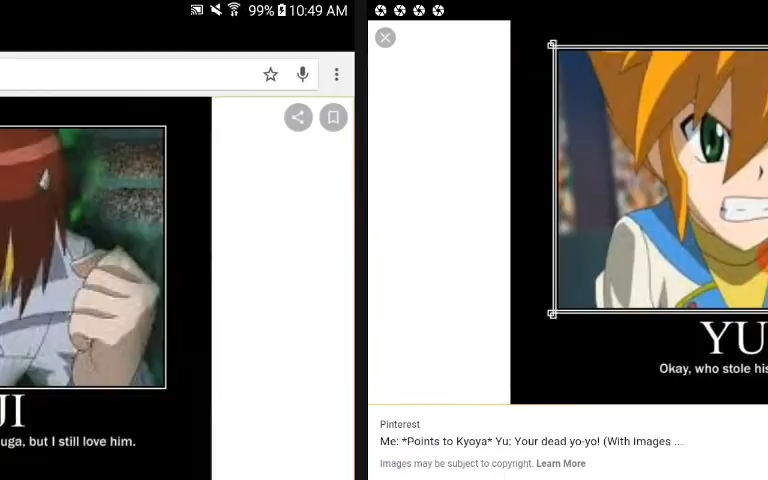 99% 10:49 AM
JI
uga, but I still love him.
YU
Okay, who stole his
Pinterest
Me: *Points to Kyoya* Yu: Your dead yo-yo! (With images ...
Images may be subject to copyright. Learn More